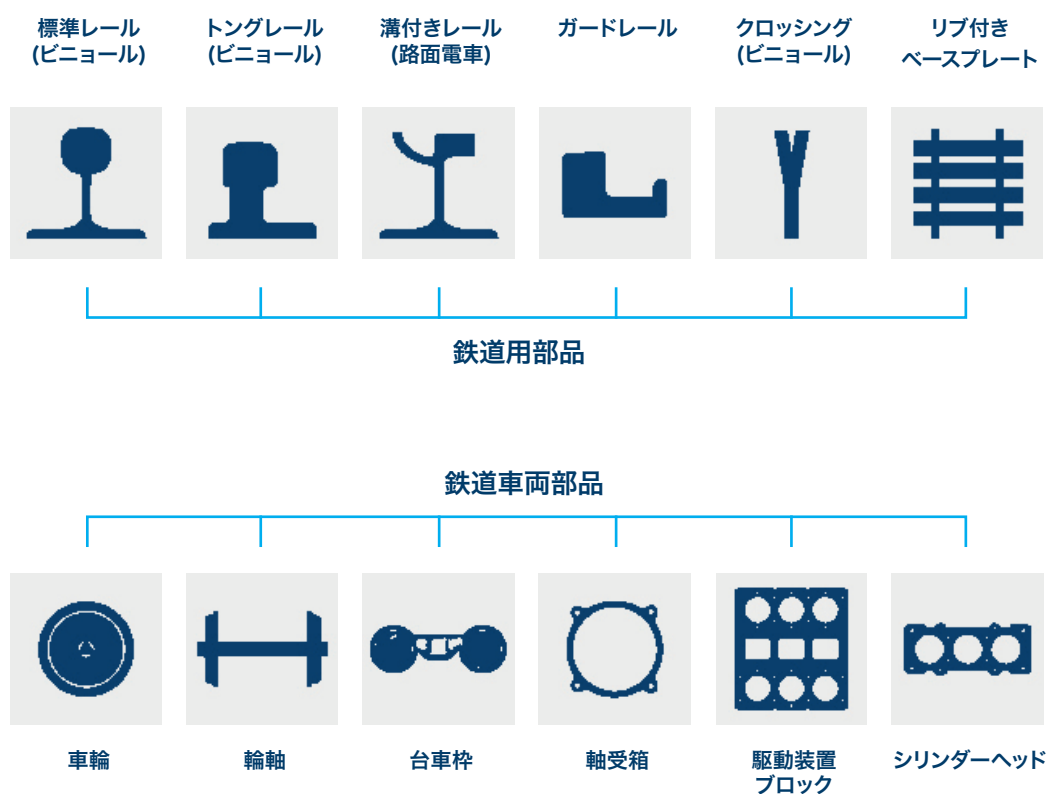 標準レール
(ビニョール)
トングレール
(ビニョール)
溝付きレール
(路面電車)
ガードレール
クロッシング
(ビニョール)
リブ付き
ベースプレート
鉄道用部品
鉄道車両部品
車輪
輪軸
台車枠
軸受箱
駆動装置
ブロック
シリンダーヘッド